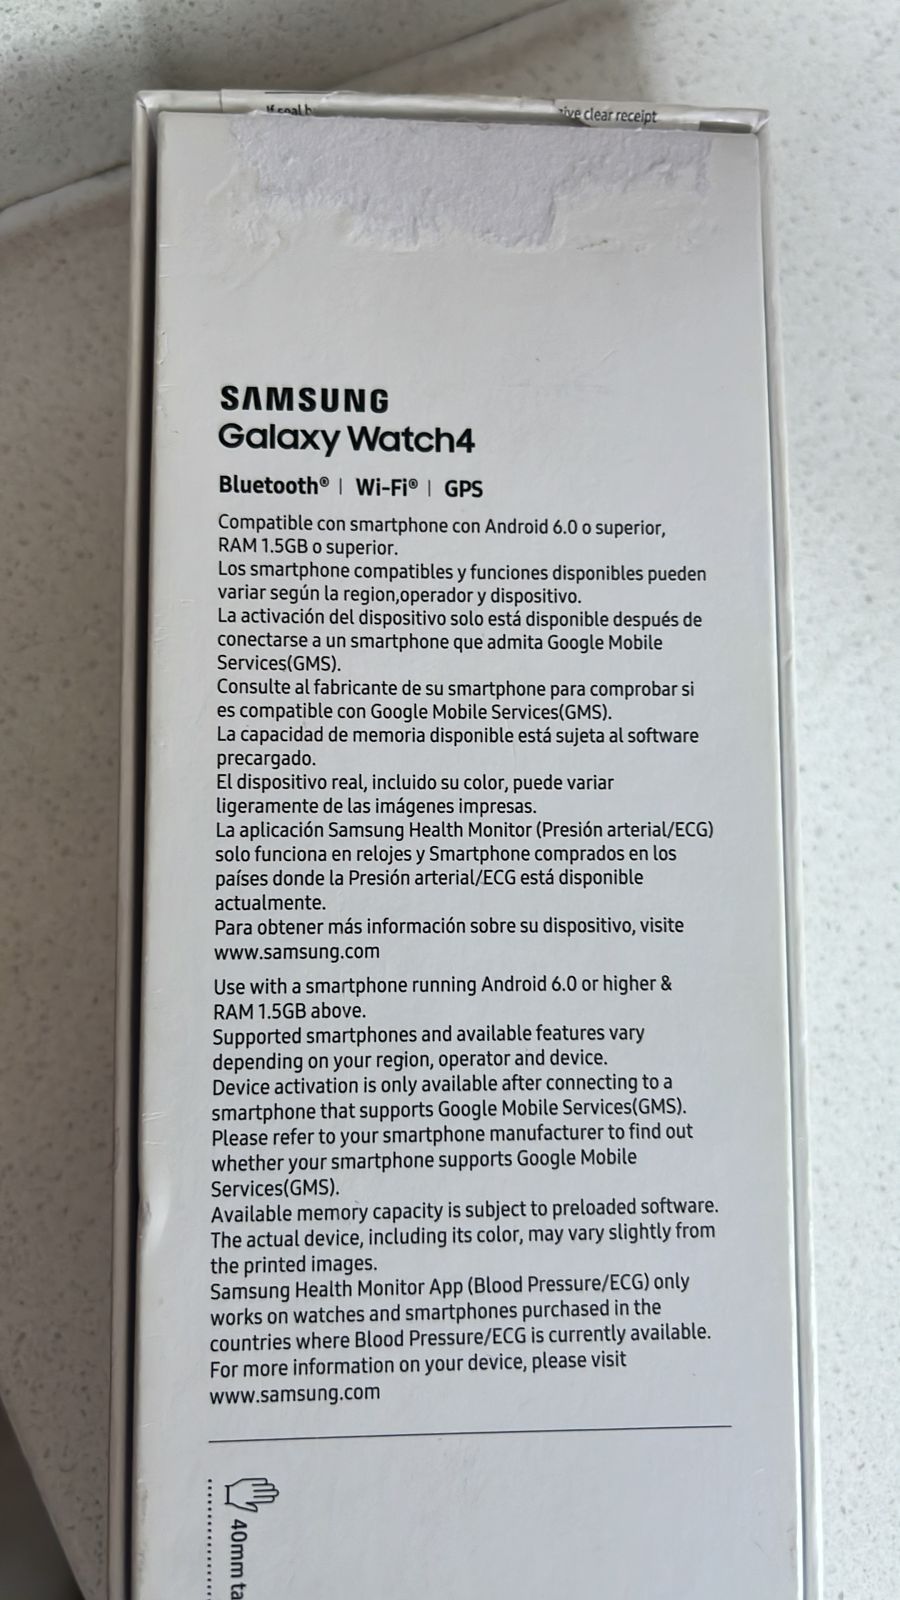 If seal
give clear receipt
SAMSUNG
Galaxy Watch4
Bluetooth® | Wi-Fi® | GPS
Compatible con smartphone con Android 6.0 o superior,
RAM 1.5GB o superior.
Los smartphone compatibles y funciones disponibles pueden
variar según la region,operador y dispositivo.
La activación del dispositivo solo está disponible después de
conectarse a un smartphone que admita Google Mobile
Services(GMS).
Consulte al fabricante de su smartphone para comprobar si
es compatible con Google Mobile Services(GMS).
La capacidad de memoria disponible está sujeta al software
precargado.
El dispositivo real, incluido su color, puede variar
ligeramente de las imágenes impresas.
La aplicación Samsung Health Monitor (Presión arterial/ECG)
solo funciona en relojes y Smartphone comprados en los
países donde la Presión arterial/ECG está disponible
actualmente.
Para obtener más información sobre su dispositivo, visite
www.samsung.com
Use with a smartphone running Android 6.0 or higher &
RAM 1.5GB above.
Supported smartphones and available features vary
depending on your region, operator and device.
Device activation is only available after connecting to a
smartphone that supports Google Mobile Services(GMS).
Please refer to your smartphone manufacturer to find out
whether your smartphone supports Google Mobile
Services(GMS).
Available memory capacity is subject to preloaded software.
The actual device, including its color, may vary slightly from
the printed images.
Samsung Health Monitor App (Blood Pressure/ECG) only
works on watches and smartphones purchased in the
countries where Blood Pressure/ECG is currently available.
For more information on your device, please visit
www.samsung.com
40mm ta